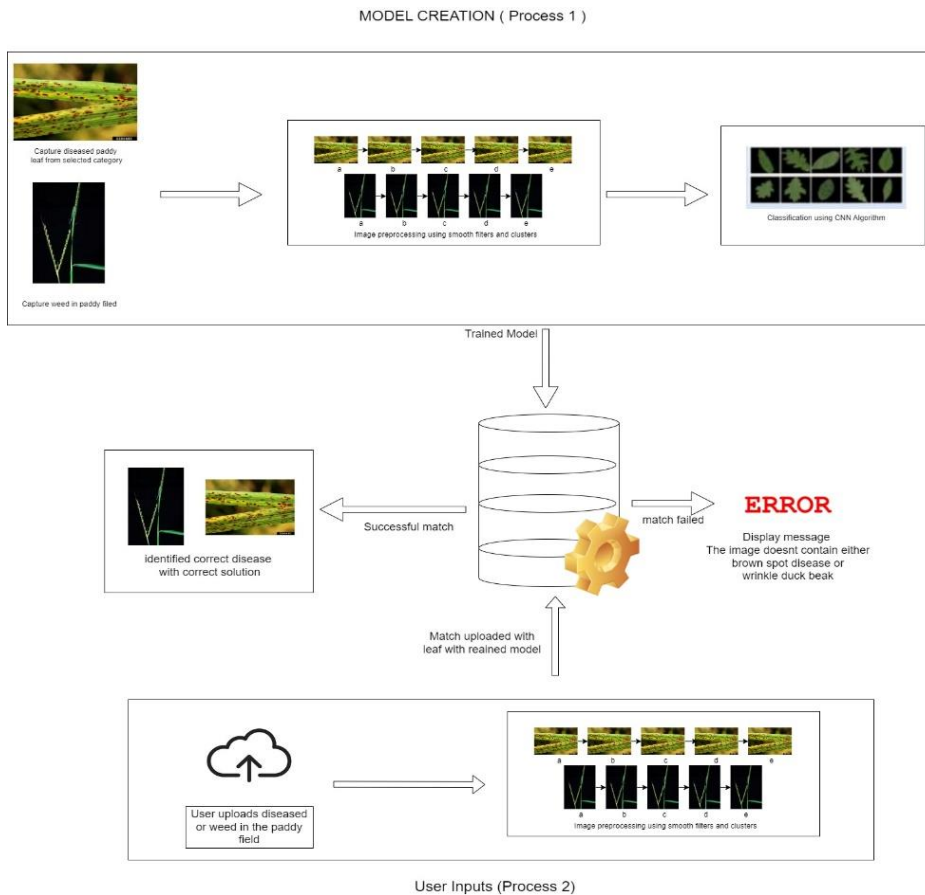 MODEL CREATION ( Process 1 )
Capture diseased paddy
leaf from selected category
Capture weed in paddy filed
a b c d e
a b c d e
Image preprocessing using smooth filters and clusters
Classification using CNN Algorithm
Trained Model
Successful match
identified correct disease
with correct solution
match failed
ERROR
Display message
The image doesnt contain either
brown spot disease or
wrinkle duck beak
Match uploaded with
leaf with reained model
User uploads diseased
or weed in the paddy
field
a b c d e
a b c d e
Image preprocessing using smooth filters and clusters
User Inputs (Process 2)